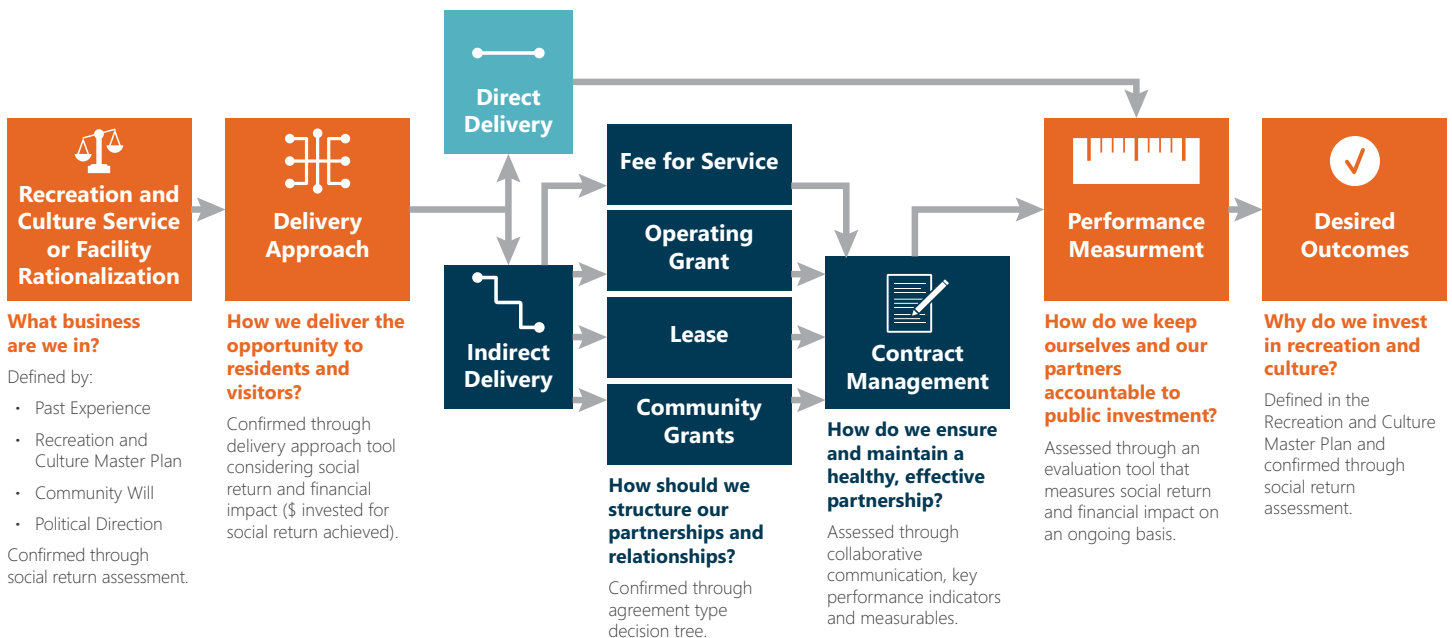 Recreation and
Culture Service
or Facility
Rationalization
What business
are we in?
Defined by:
• Past Experience
• Recreation and
Culture Master Plan
• Community Will
• Political Direction
Confirmed through
social return assessment.
Delivery
Approach
How we deliver the
opportunity to
residents and
visitors?
Confirmed through
delivery approach tool
considering social
return and financial
impact ($ invested for
social return achieved).
Direct
Delivery
Indirect
Delivery
Fee for Service
Operating
Grant
Lease
Community
Grants
How should we
structure our
partnerships and
relationships?
Confirmed through
agreement type
decision tree.
Contract
Management
How do we ensure
and maintain a
healthy, effective
partnership?
Assessed through
collaborative
communication, key
performance indicators
and measurables.
Performance
Measurment
How do we keep
ourselves and our
partners
accountable to
public investment?
Assessed through an
evaluation tool that
measures social return
and financial impact on
an ongoing basis.
Desired
Outcomes
Why do we invest
in recreation and
culture?
Defined in the
Recreation and Culture
Master Plan and
confirmed through
social return
assessment.